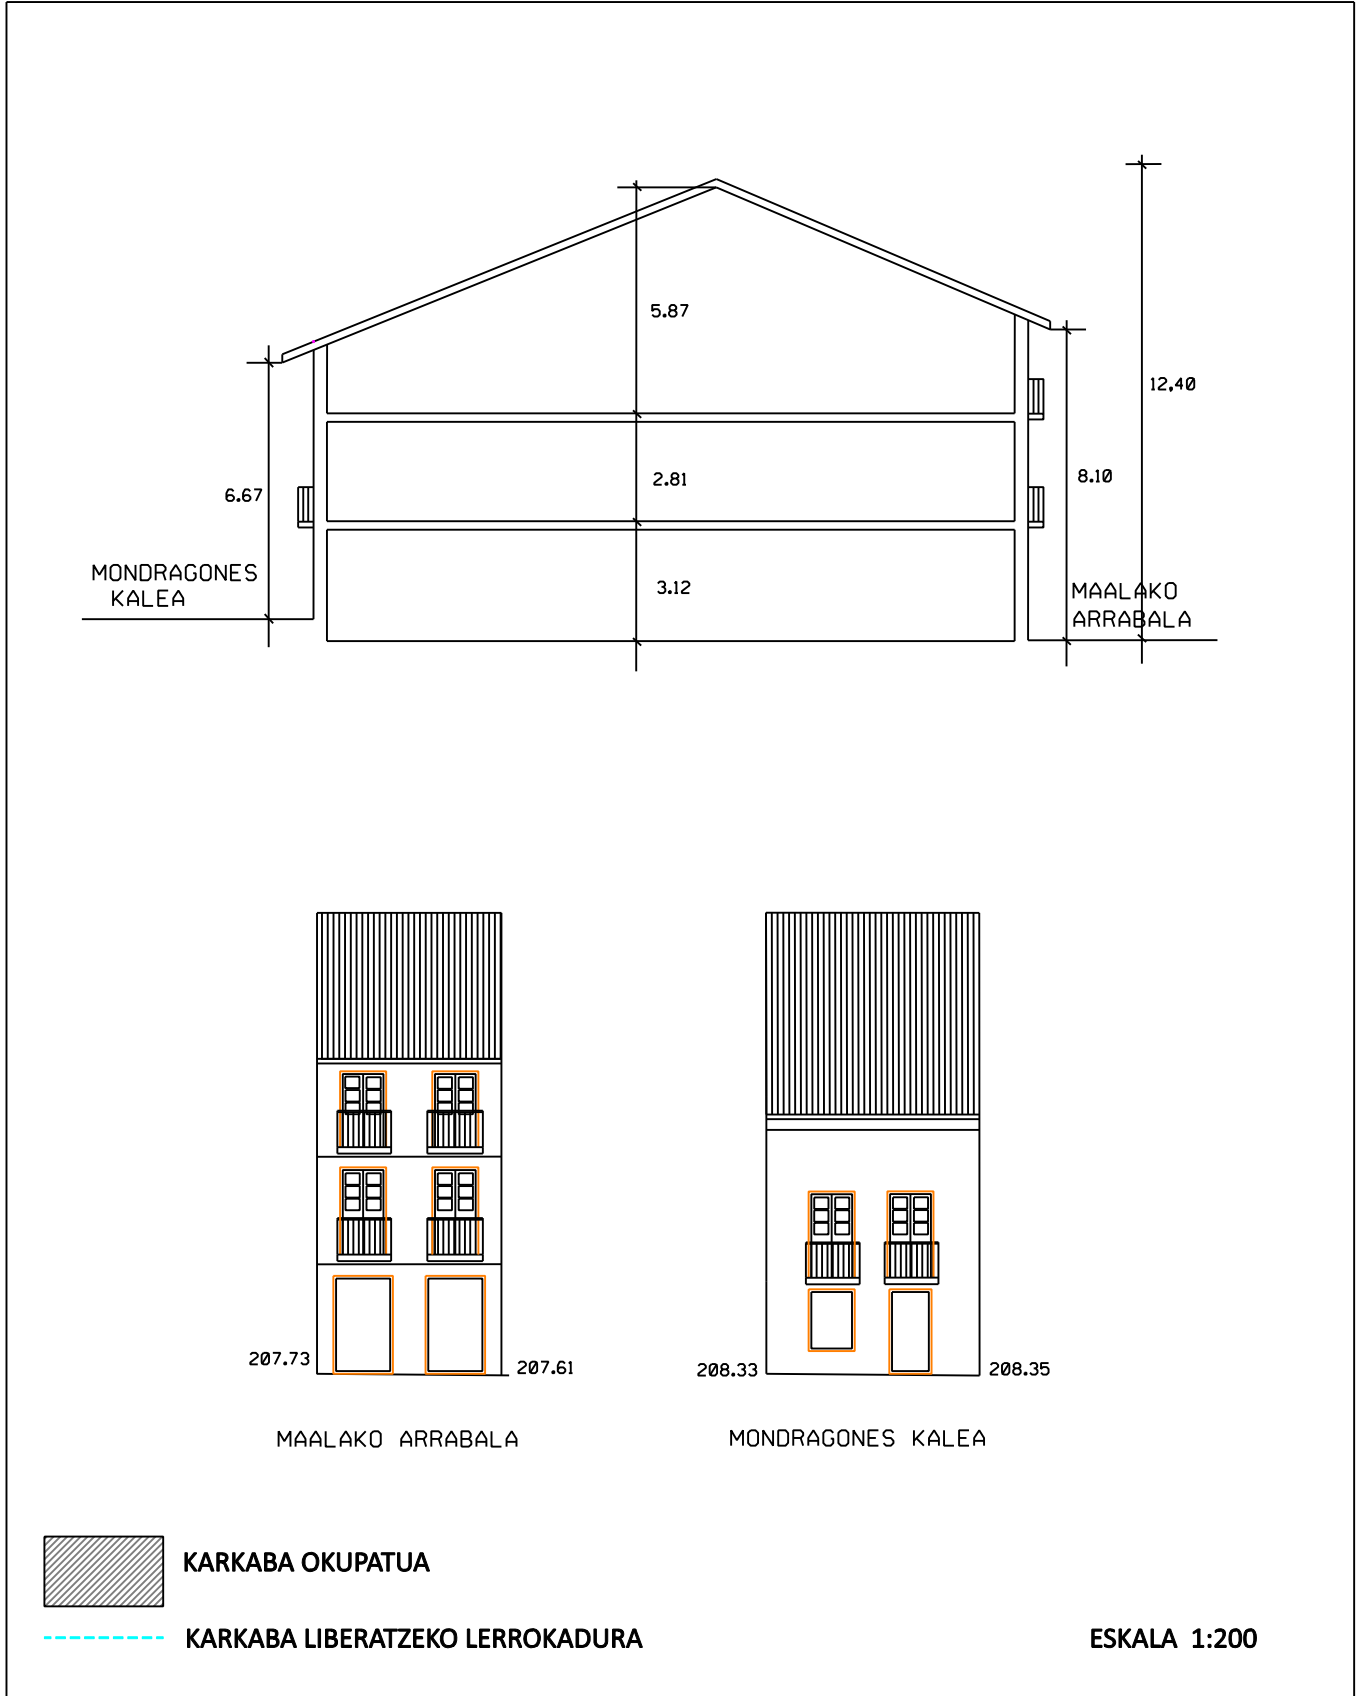 5.87
12.40
2.81
8.10
6.67
MONDRAGONES
KALEA
3.12
MAALAKO
ARRABALA
207.73
207.61
208.33
208.35
MAALAKO ARRABALA
MONDRAGONES KALEA
KARKABA OKUPATUA
KARKABA LIBERATZEKO LERROKADURA
ESKALA 1:200